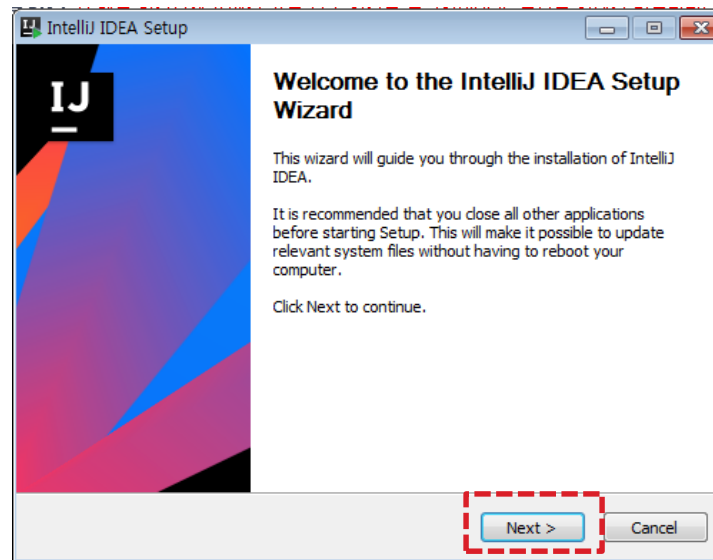 IntelliJ IDEA Setup
IJ
Welcome to the IntelliJ IDEA Setup
Wizard
This wizard will guide you through the installation of IntelliJ
IDEA.
It is recommended that you close all other applications
before starting Setup. This will make it possible to update
relevant system files without having to reboot your
computer.
Click Next to continue.
Next >
Cancel